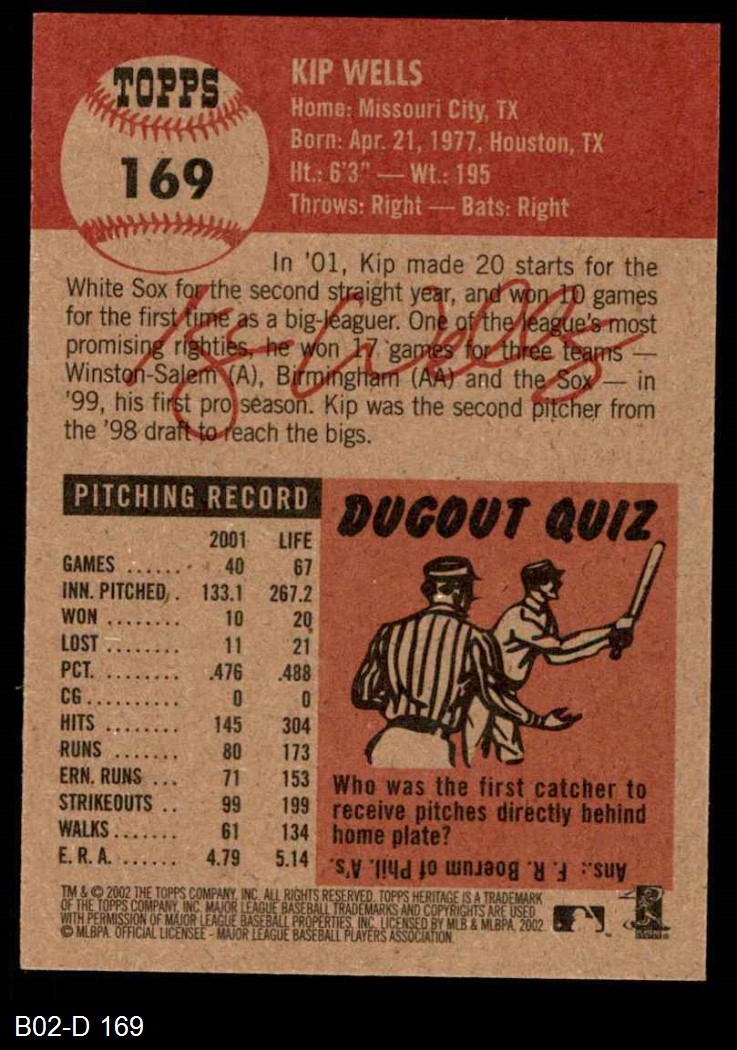 TOPPS
169
KIP WELLS
Home: Missouri City, TX
Born: Apr. 21, 1977, Houston, TX
Ht.: 6'3" — Wt.: 195
Throws: Right — Bats: Right
In '01, Kip made 20 starts for the
White Sox for the second straight year, and won 10 games
for the first time as a big-leaguer. One of the league's most
promising righties, he won 17 games for three teams —
Winston-Salem (A), Birmingham (AA) and the Sox — in
'99, his first pro season. Kip was the second pitcher from
the '98 draft to reach the bigs.
Kip Wells
PITCHING RECORD
2001 LIFE
GAMES ...... 40 67
INN. PITCHED . 133.1 267.2
WON ........ 10 20
LOST ........ 11 21
PCT. ......... .476 .488
CG .......... 0 0
HITS ........ 145 304
RUNS ....... 80 173
ERN. RUNS ... 71 153
STRIKEOUTS .. 99 199
WALKS ....... 61 134
E. R. A. ...... 4.79 5.14
DUGOUT QUIZ
Who was the first catcher to
receive pitches directly behind
home plate?
Ans.: F. R. Boerum of Phil. A's.
TM & © 2002 THE TOPPS COMPANY, INC. ALL RIGHTS RESERVED. TOPPS HERITAGE IS A TRADEMARK
OF THE TOPPS COMPANY, INC. MAJOR LEAGUE BASEBALL TRADEMARKS AND COPYRIGHTS ARE USED
WITH PERMISSION OF MAJOR LEAGUE BASEBALL PROPERTIES, INC. LICENSED BY MLB & MLBPA, 2002.
© MLBPA. OFFICIAL LICENSEE - MAJOR LEAGUE BASEBALL PLAYERS ASSOCIATION.
B02-D 169